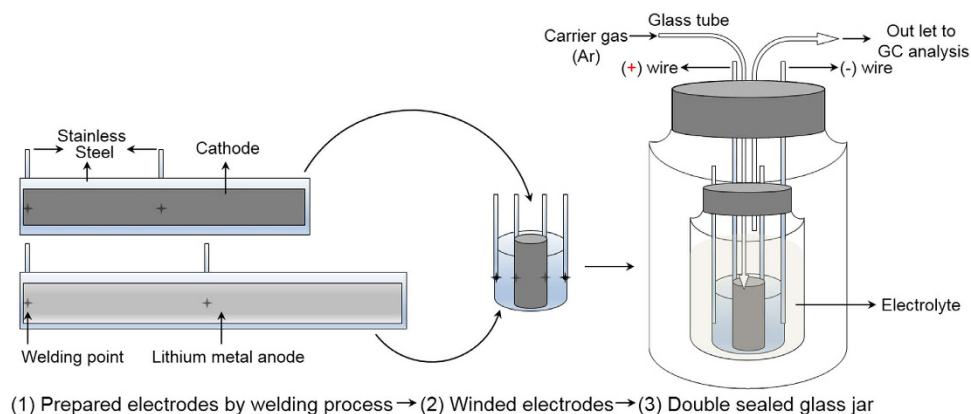 Glass tube
Carrier gas
(Ar)
Out let to
GC analysis
(+) wire
(-) wire
Stainless
Steel
Cathode
Electrolyte
Welding point
Lithium metal anode
(1) Prepared electrodes by welding process→(2) Winded electrodes→(3) Double sealed glass jar